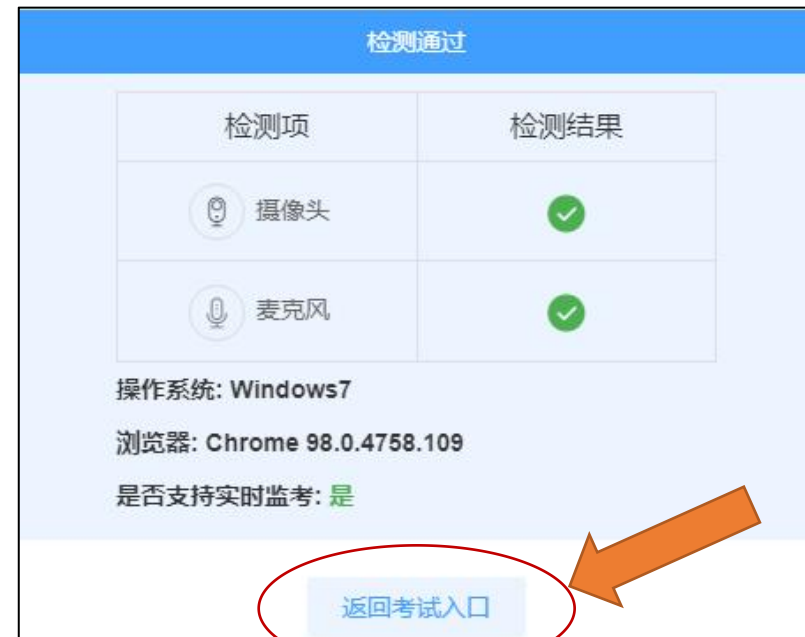 检测通过
检测项 检测结果
摄像头
麦克风
操作系统: Windows7
浏览器: Chrome 98.0.4758.109
是否支持实时监考: 是
返回考试入口